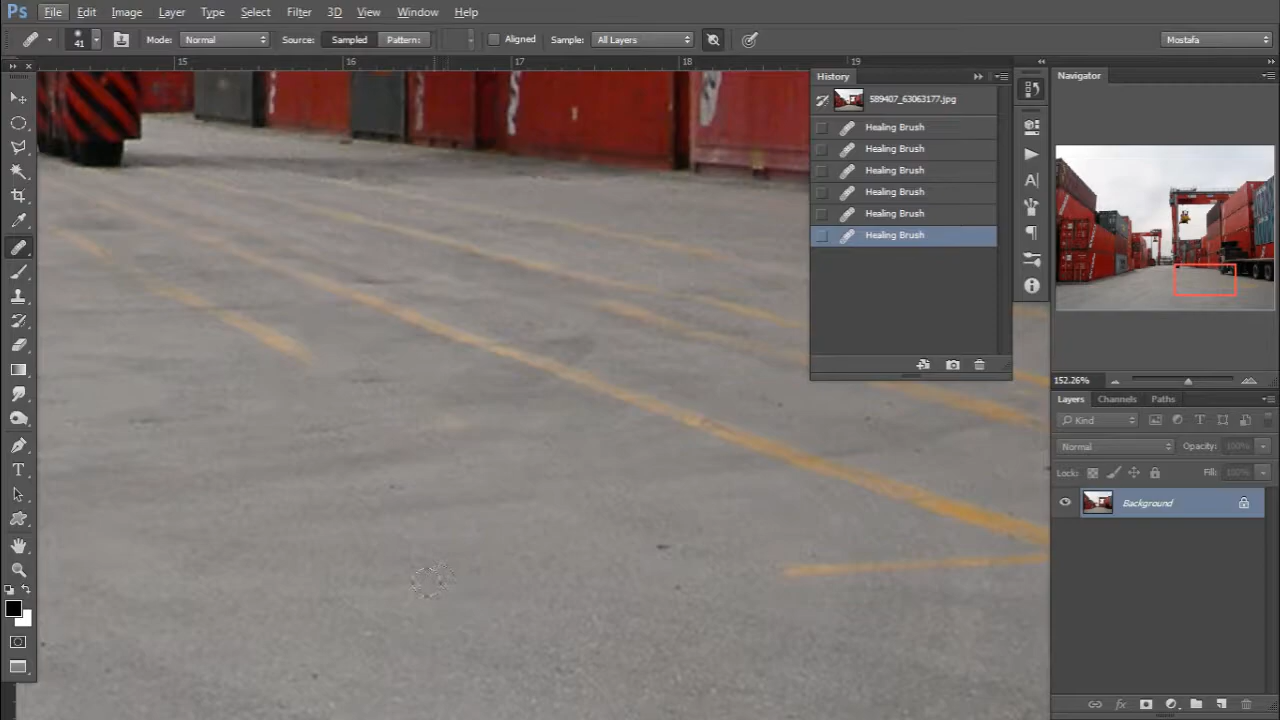 Ps File Edit Image Layer Type Select Filter 3D View Window Help
41 Mode: Normal Source: Sampled Pattern: Aligned Sample: All Layers Mostafa
15 16 17 18 19
History
589407_63063177.jpg
Healing Brush
Healing Brush
Healing Brush
Healing Brush
Healing Brush
Healing Brush
Navigator
152.26%
Layers Channels Paths
Kind
Normal Opacity: 100%
Lock: Fill: 100%
Background